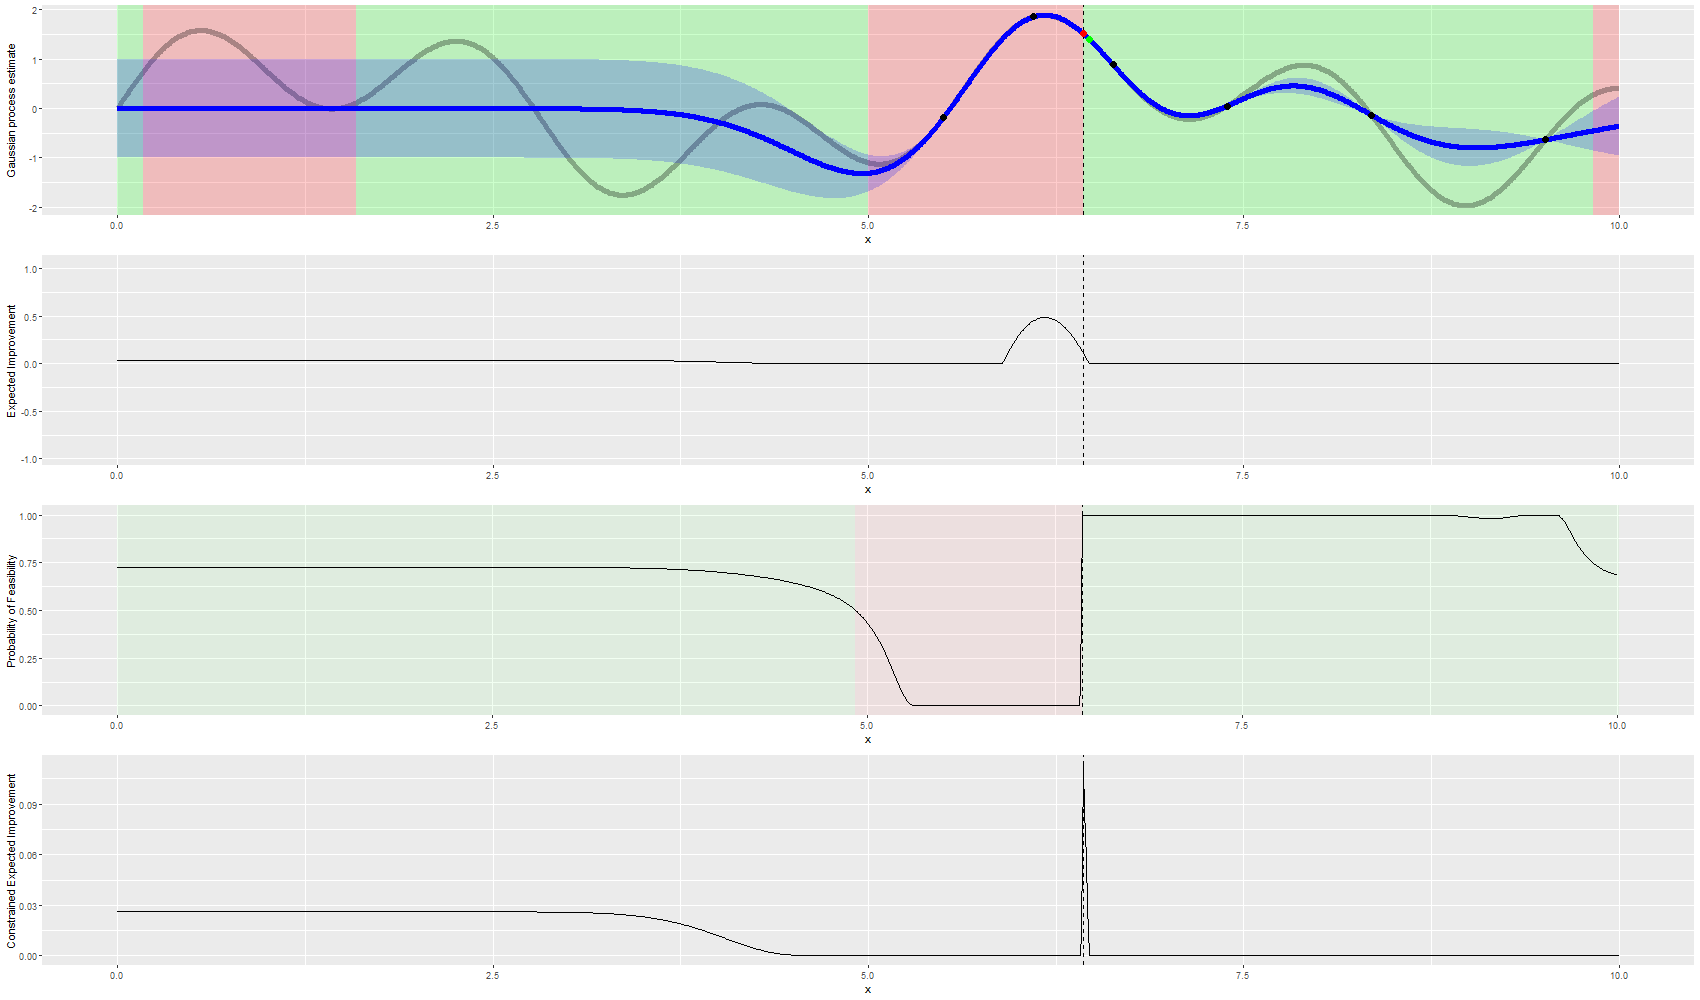 Gaussian process estimate
2
1
0
-1
-2
0.0 2.5 5.0 7.5 10.0
x
Expected Improvement
1.0
0.5
0.0
-0.5
-1.0
0.0 2.5 5.0 7.5 10.0
x
Probability of Feasibility
1.00
0.75
0.50
0.25
0.00
0.0 2.5 5.0 7.5 10.0
x
Constrained Expected Improvement
0.09
0.06
0.03
0.00
0.0 2.5 5.0 7.5 10.0
x